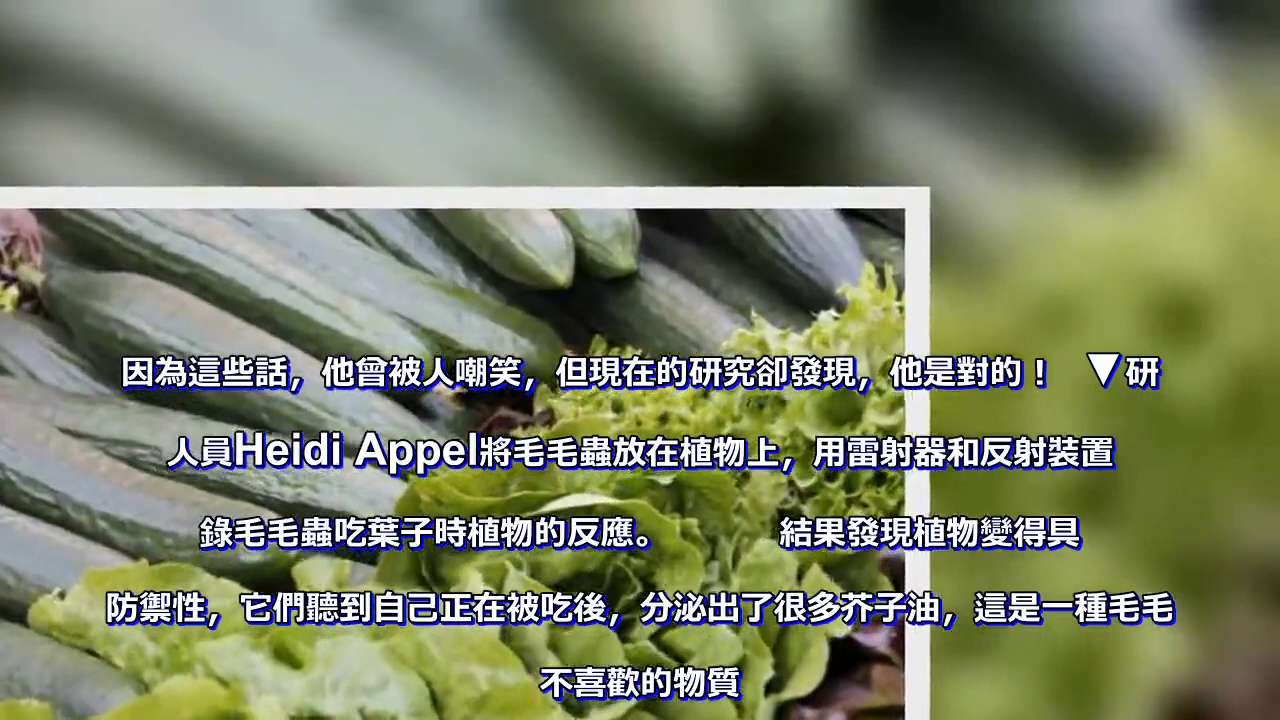 因為這些話，他曾被人嘲笑，但現在的研究卻發現，他是對的！ ▼研
人員Heidi Appel將毛毛蟲放在植物上，用雷射器和反射裝置
錄毛毛蟲吃葉子時植物的反應。 結果發現植物變得具
防禦性，它們聽到自己正在被吃後，分泌出了很多芥子油，這是一種毛毛
不喜歡的物質